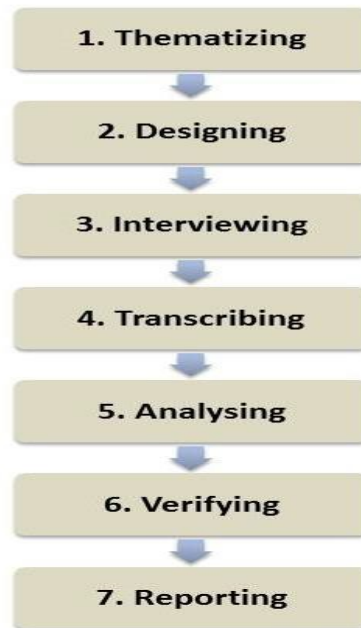 1. Thematizing
2. Designing
3. Interviewing
4. Transcribing
5. Analysing
6. Verifying
7. Reporting